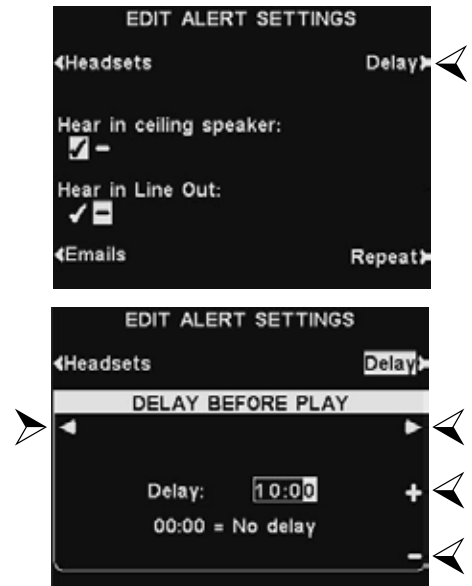 EDIT ALERT SETTINGS
Headsets Delay
Hear in ceiling speaker:
Hear in Line Out:
Emails Repeat
EDIT ALERT SETTINGS
Headsets Delay
DELAY BEFORE PLAY
Delay: 10:00 +
00:00 = No delay
-